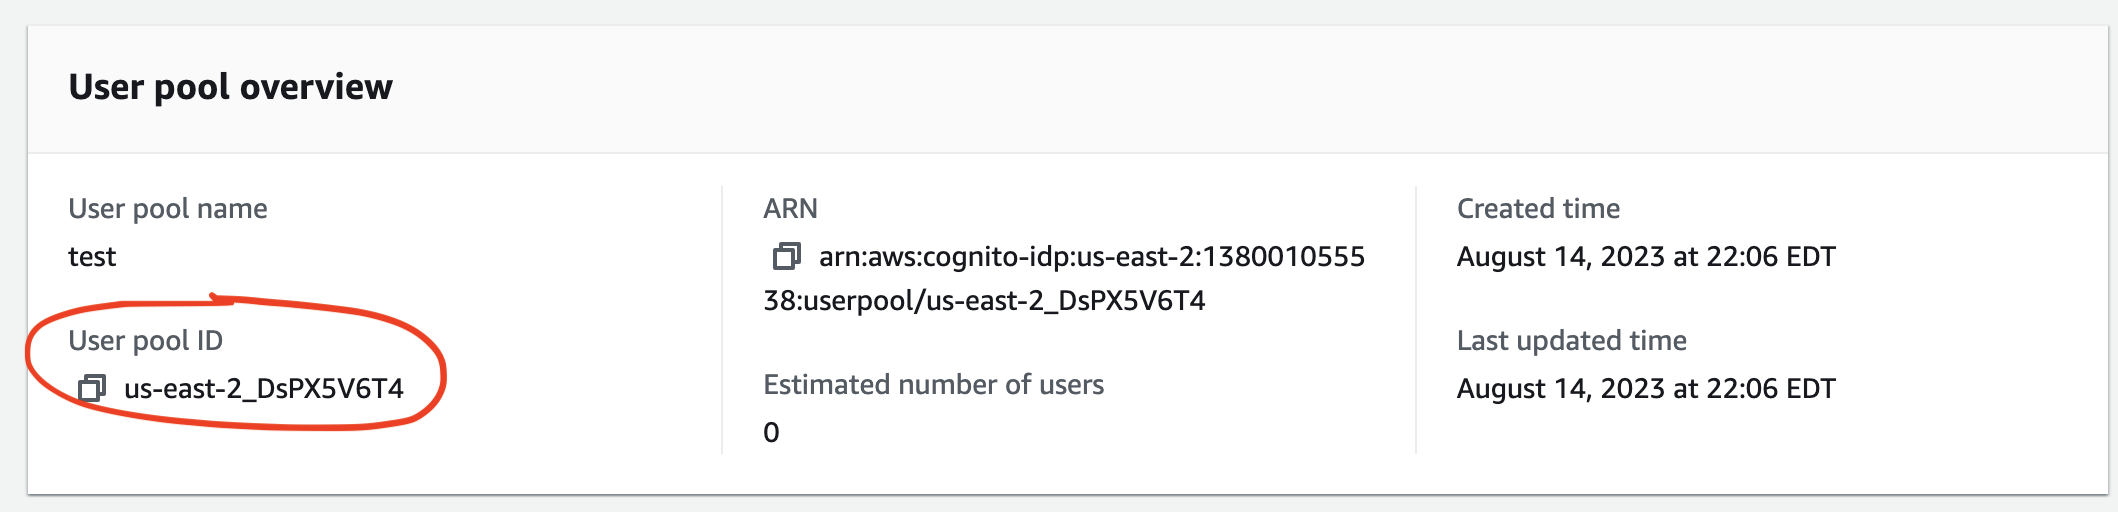 User pool overview
User pool name
test
User pool ID
us-east-2_DsPX5V6T4
ARN
arn:aws:cognito-idp:us-east-2:1380010555
38:userpool/us-east-2_DsPX5V6T4
Estimated number of users
0
Created time
August 14, 2023 at 22:06 EDT
Last updated time
August 14, 2023 at 22:06 EDT